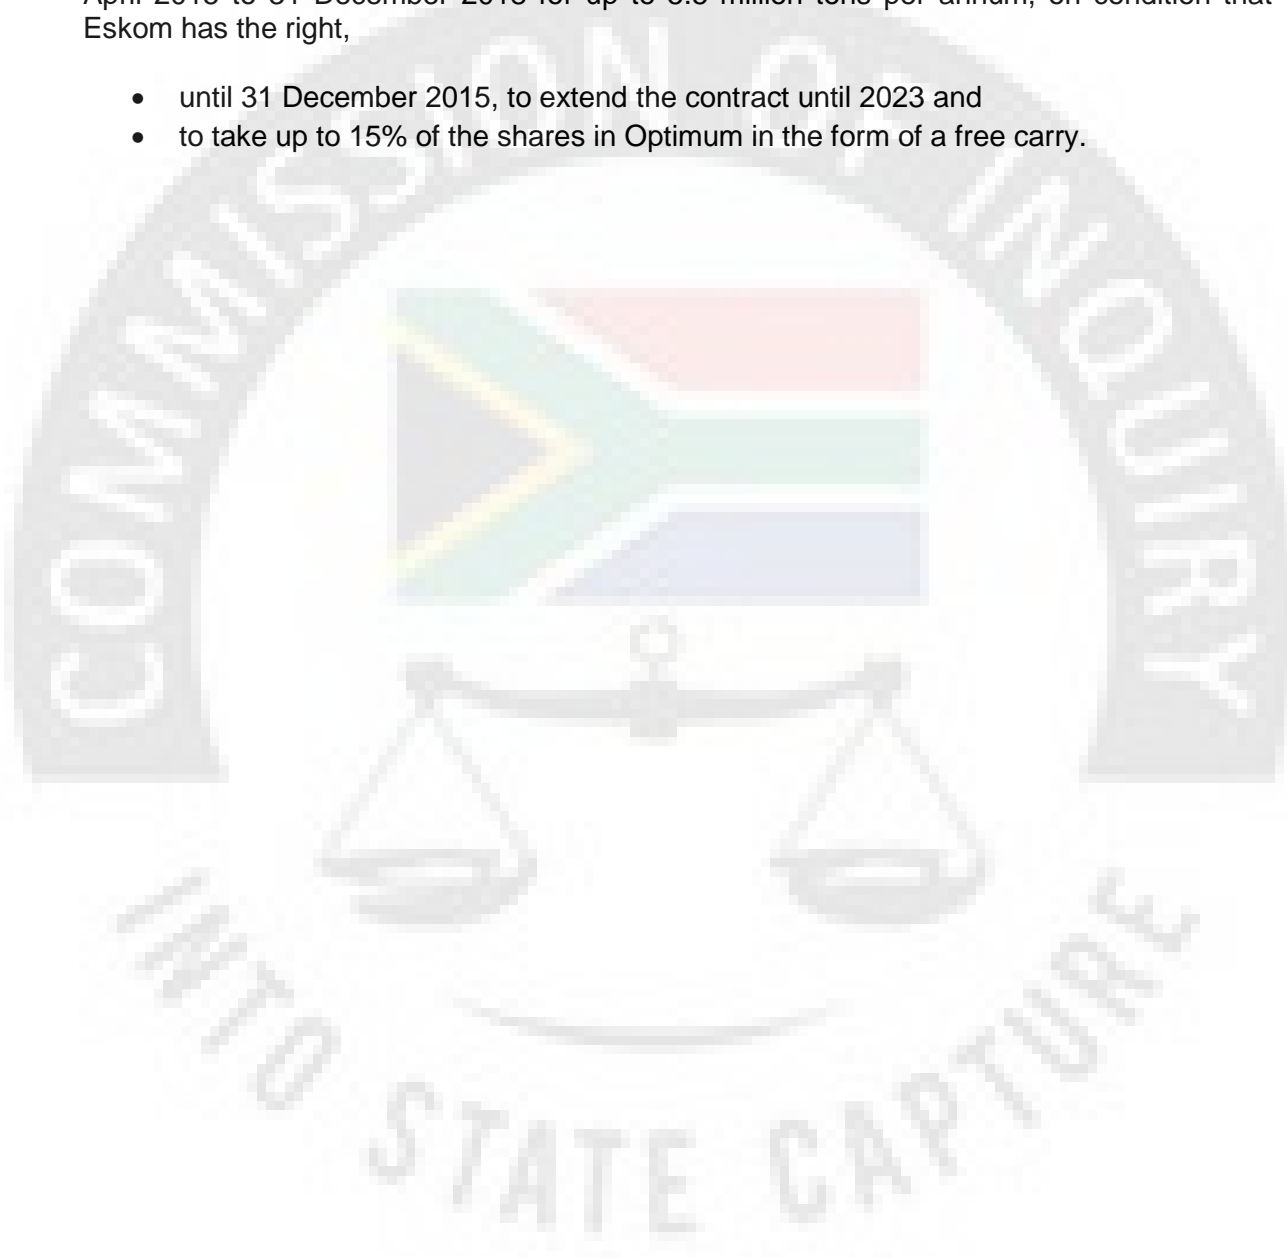 April to 31 December for up to million tons per annum, on condition that
Eskom has the right,
• until 31 December 2015, to extend the contract until 2023 and
• to take up to 15% of the shares in Optimum in the form of a free carry.
COMMISSION OF INQUIRY
INTO STATE CAPTURE